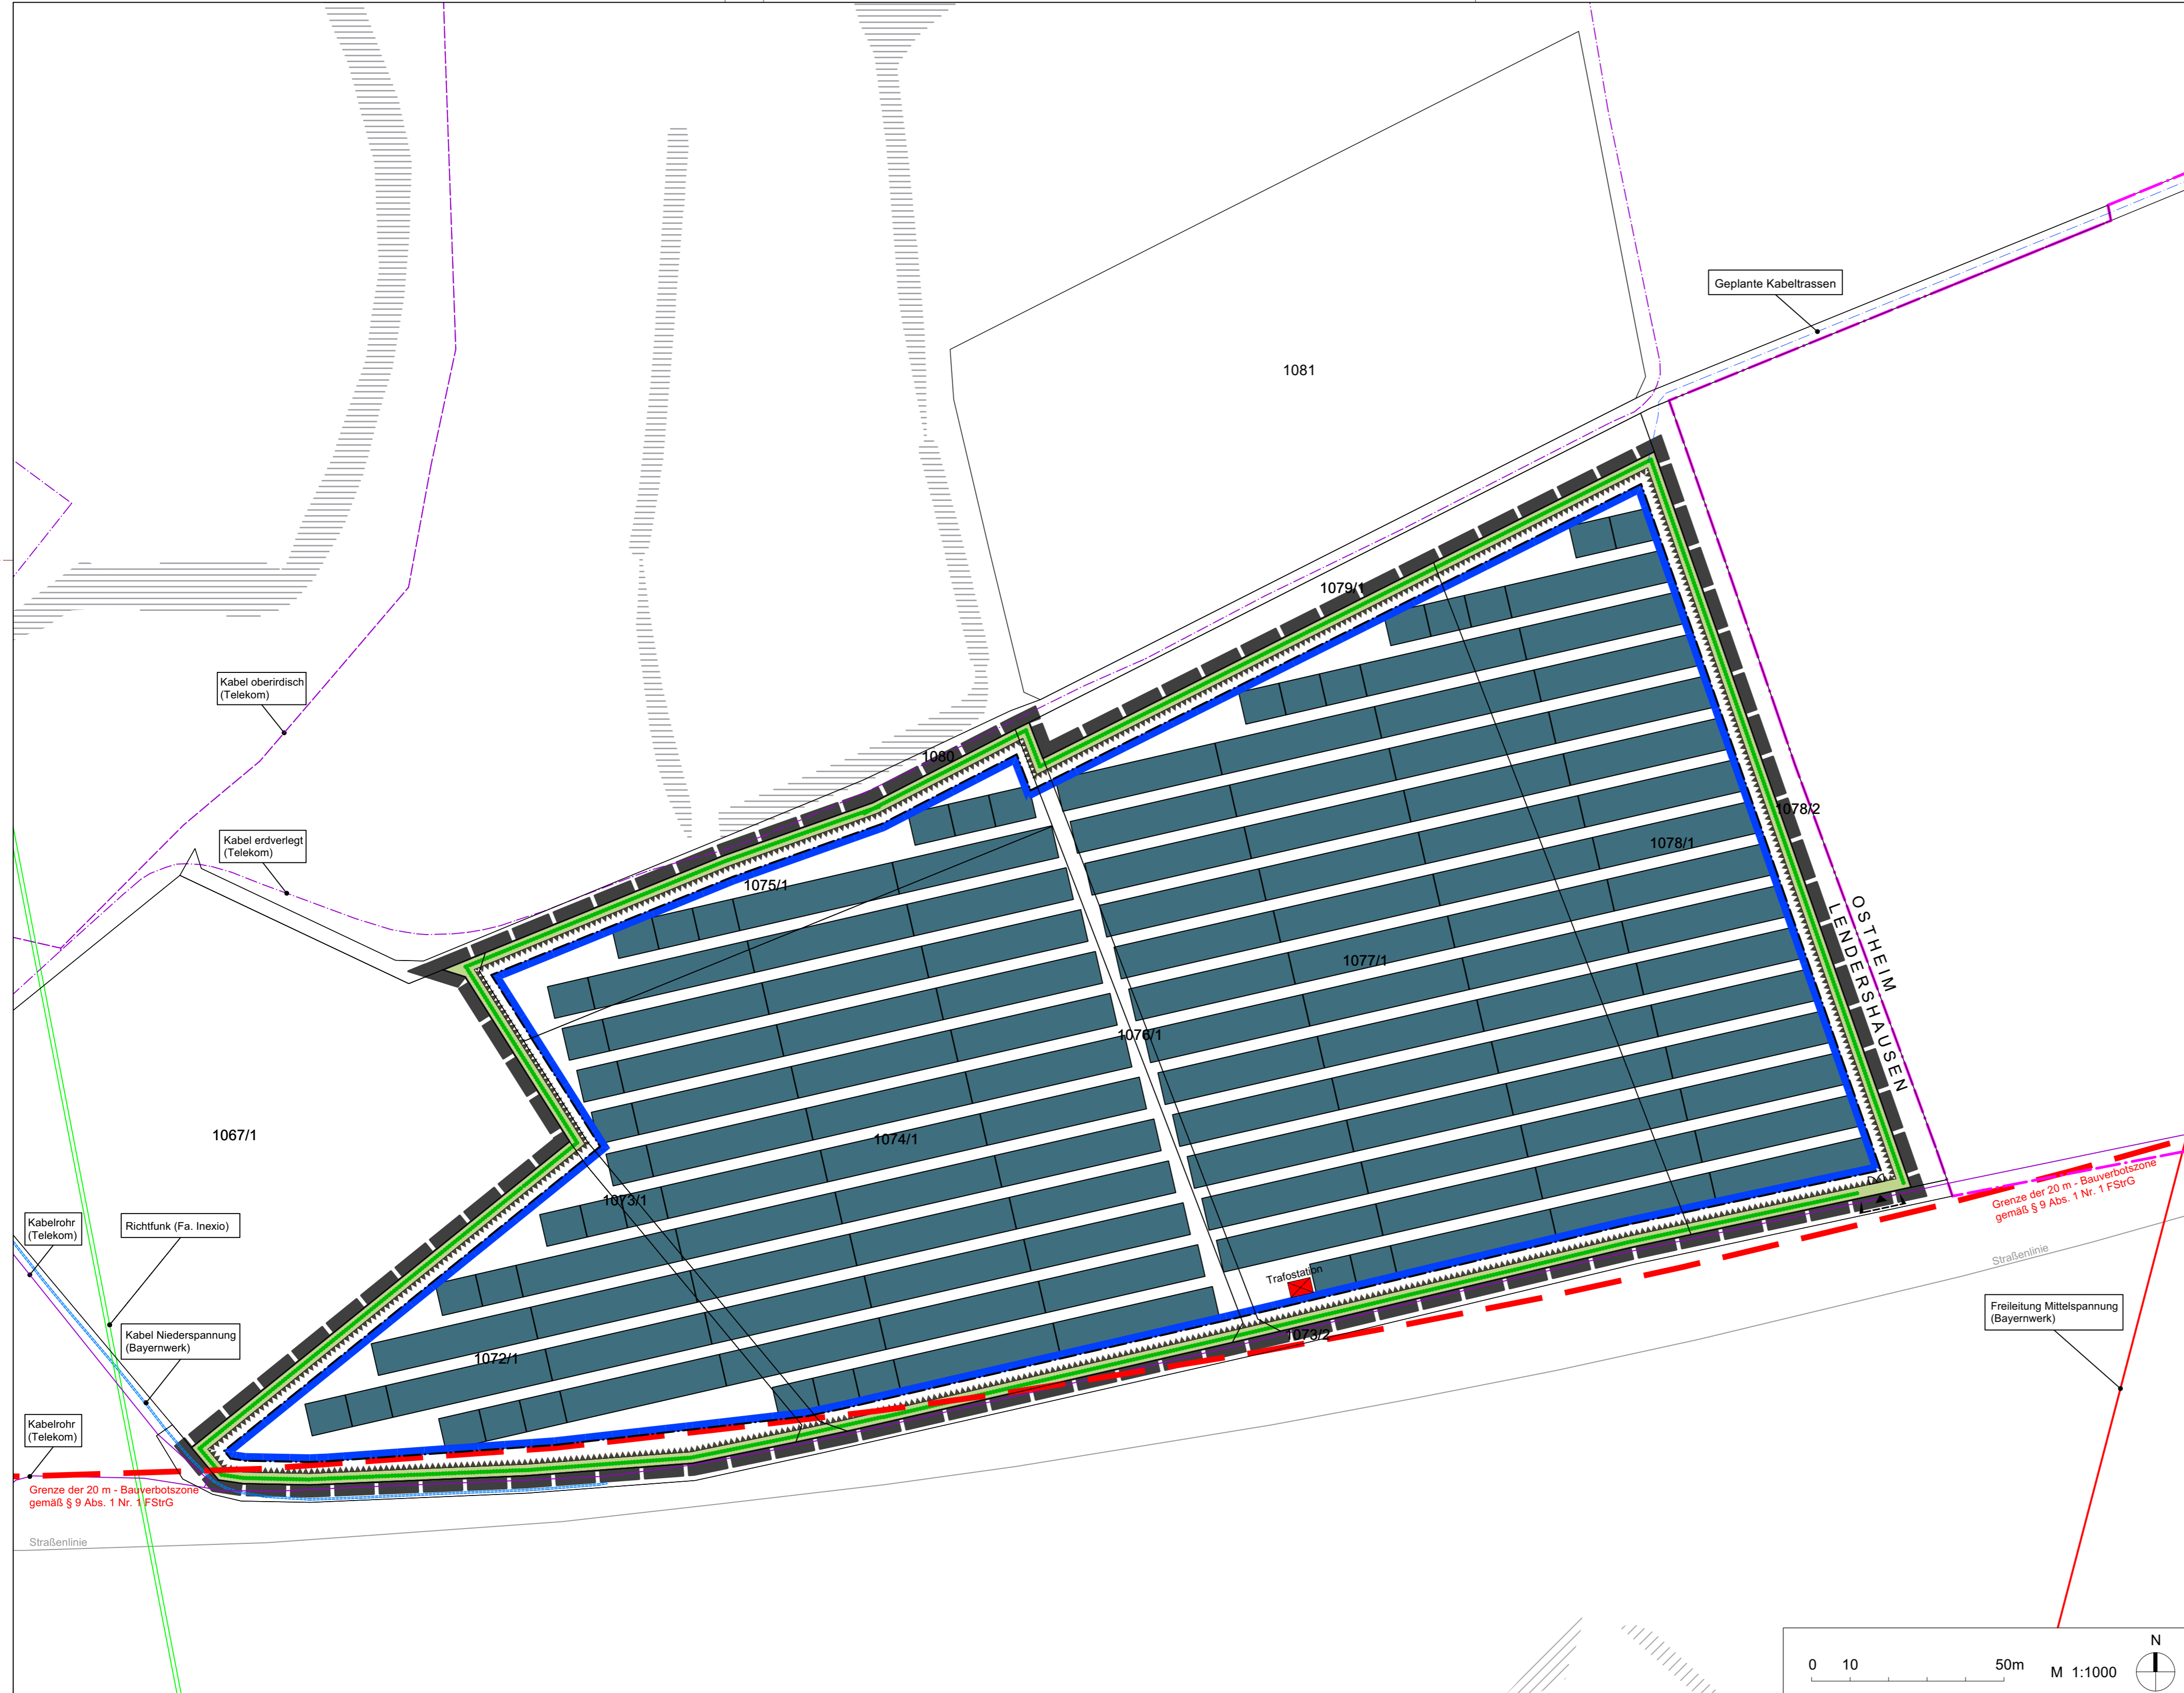 Geplante Kabeltrassen
1081
1079/1
Kabel oberirdisch
(Telekom)
1080
1078/2
Kabel erdverlegt
(Telekom)
1078/1
1075/1
OSTHEIM
LENDERSHAUSEN
1077/1
1076/1
1067/1
1074/1
1073/1
Kabelrohr
(Telekom)
Richtfunk (Fa. Inexio)
Grenze der 20 m - Bauverbotszone
gemäß § 9 Abs. 1 Nr. 1 FStrG
Straßenlinie
Trafostation
Freileitung Mittelspannung
(Bayernwerk)
Kabel Niederspannung
(Bayernwerk)
1073/2
1072/1
Kabelrohr
(Telekom)
Grenze der 20 m - Bauverbotszone
gemäß § 9 Abs. 1 Nr. 1 FStrG
Straßenlinie
N
0 10 50m
M 1:1000